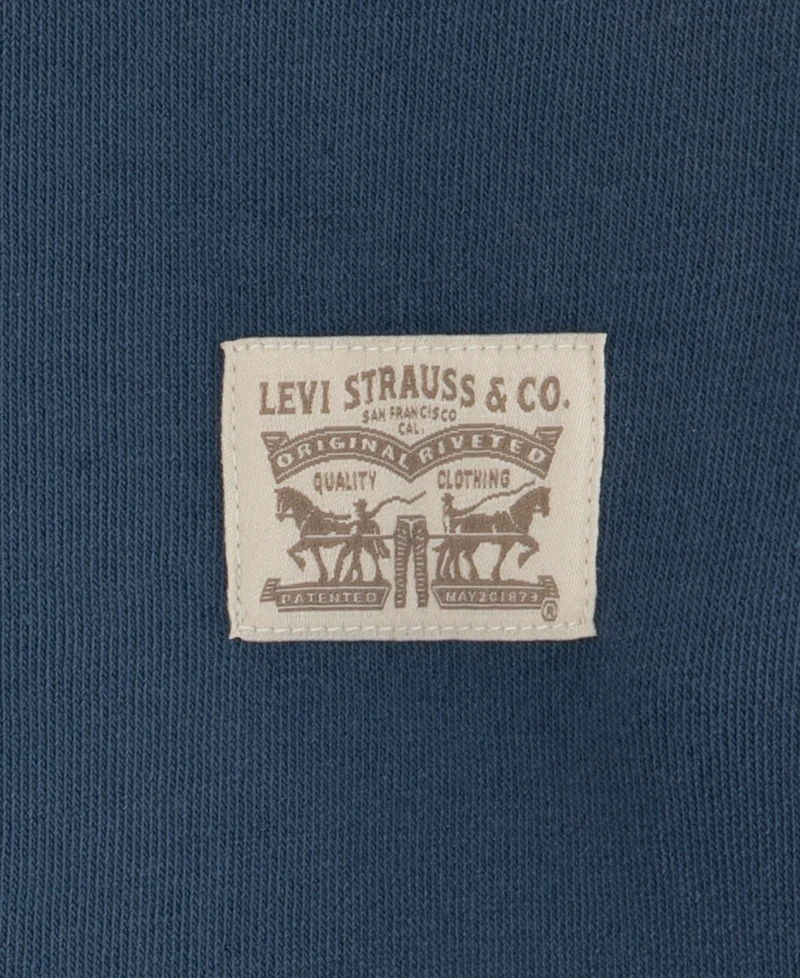 LEVI STRAUSS & CO.
SAN FRANCISCO
CAL.
ORIGINAL RIVETED
QUALITY CLOTHING
PATENTED MAY 20 1873
®